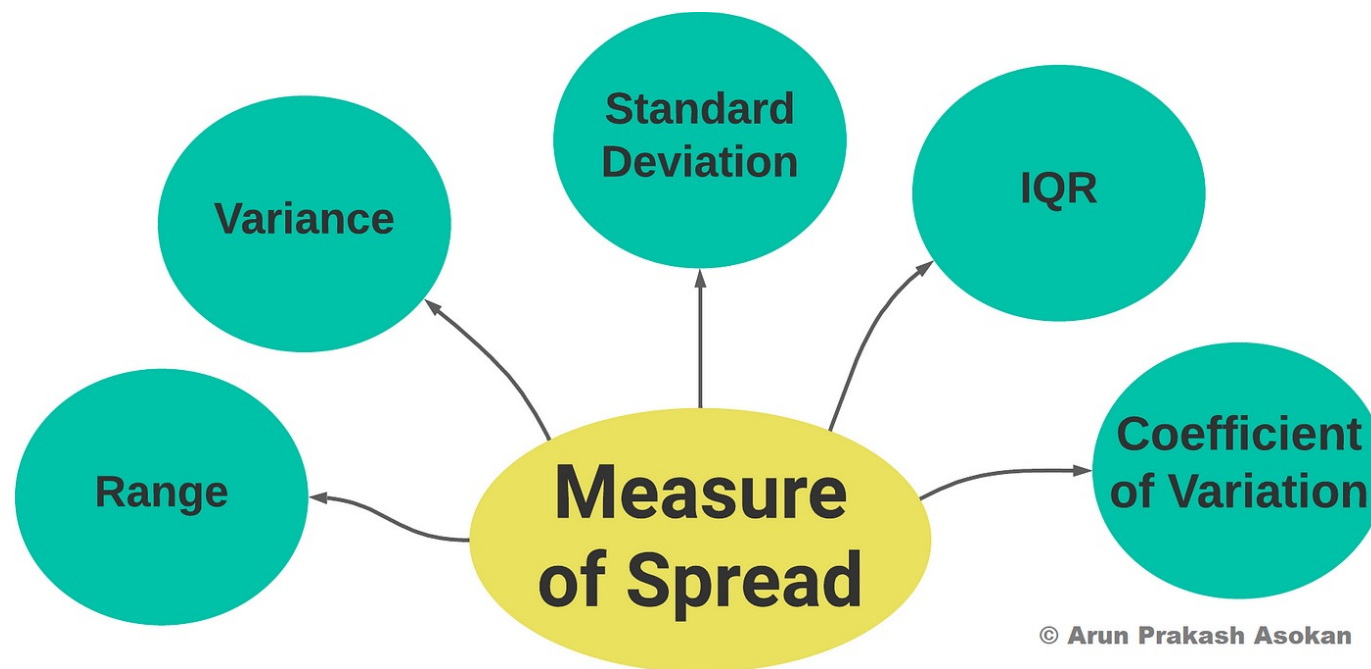 Standard
Deviation
IQR
Variance
Coefficient
of Variation
Range
Measure
of Spread
© Arun Prakash Asokan